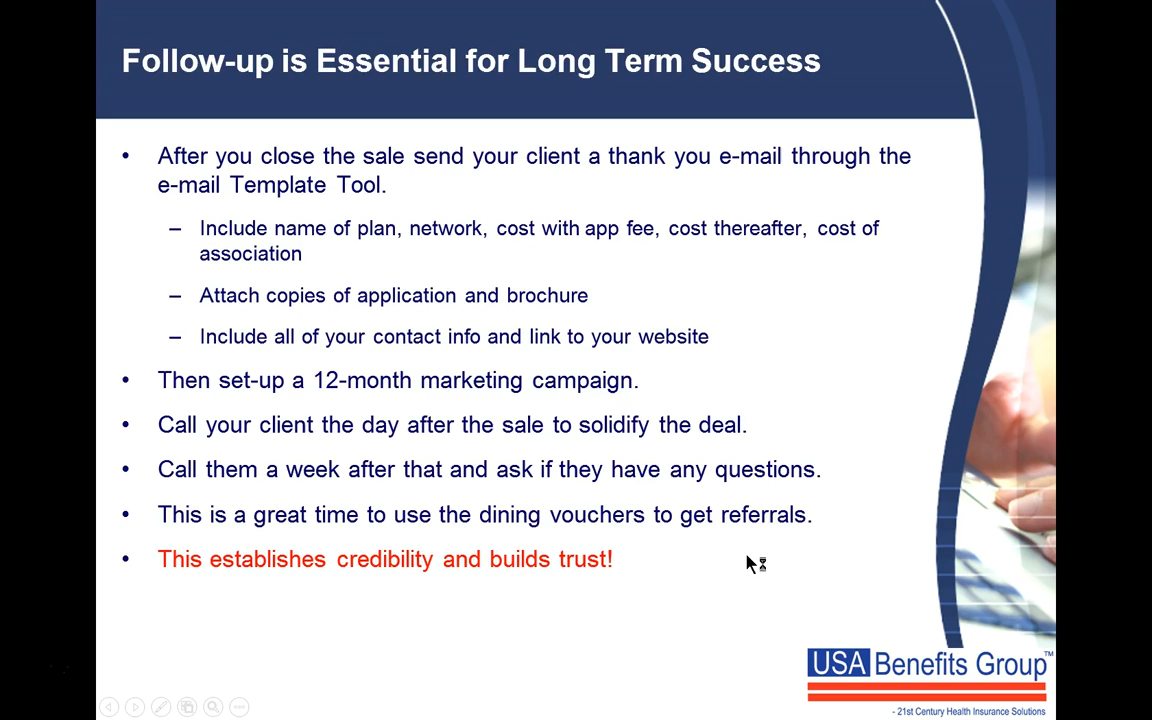 Follow-up is Essential for Long Term Success
• After you close the sale send your client a thank you e-mail through the
e-mail Template Tool.
– Include name of plan, network, cost with app fee, cost thereafter, cost of
association
– Attach copies of application and brochure
– Include all of your contact info and link to your website
• Then set-up a 12-month marketing campaign.
• Call your client the day after the sale to solidify the deal.
• Call them a week after that and ask if they have any questions.
• This is a great time to use the dining vouchers to get referrals.
• This establishes credibility and builds trust!
USA Benefits Group™
- 21st Century Health Insurance Solutions